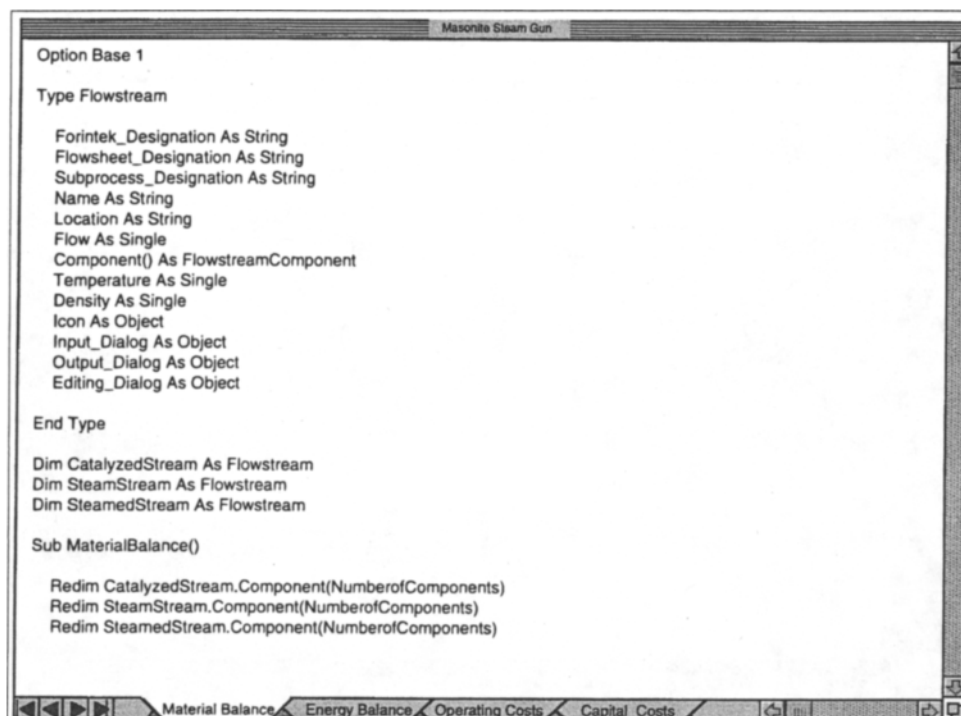 Masonite Steam Gun
Option Base 1
Type Flowstream
Forintek_Designation As String
Flowsheet_Designation As String
Subprocess_Designation As String
Name As String
Location As String
Flow As Single
Component() As FlowstreamComponent
Temperature As Single
Density As Single
Icon As Object
Input_Dialog As Object
Output_Dialog As Object
Editing_Dialog As Object
End Type
Dim CatalyzedStream As Flowstream
Dim SteamStream As Flowstream
Dim SteamedStream As Flowstream
Sub MaterialBalance()
Redim CatalyzedStream.Component(NumberofComponents)
Redim SteamStream.Component(NumberofComponents)
Redim SteamedStream.Component(NumberofComponents)
Material Balance Energy Balance Operating Costs Capital Costs